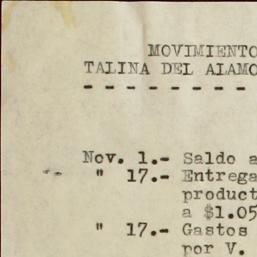 MOVIMIENTO
TALINA DEL ALAMO
- - - - - - - -
Nov. 1.- Saldo a
" 17.- Entrega
product
a $1.05
" 17.- Gastos
por V.